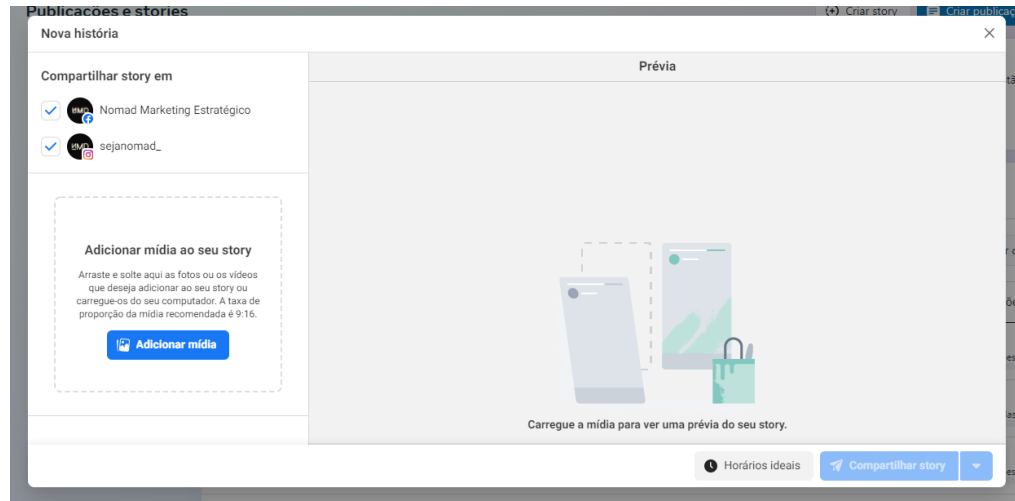 Publicações e stories
Criar story
Criar publicaç
Nova história
Compartilhar story em
Nomad Marketing Estratégico
sejanomad_
Adicionar mídia ao seu story
Arraste e solte aqui as fotos ou os vídeos
que deseja adicionar ao seu story ou
carregue-os do seu computador. A taxa de
proporção da mídia recomendada é 9:16.
Adicionar mídia
Prévia
Carregue a mídia para ver uma prévia do seu story.
Horários ideais
Compartilhar story